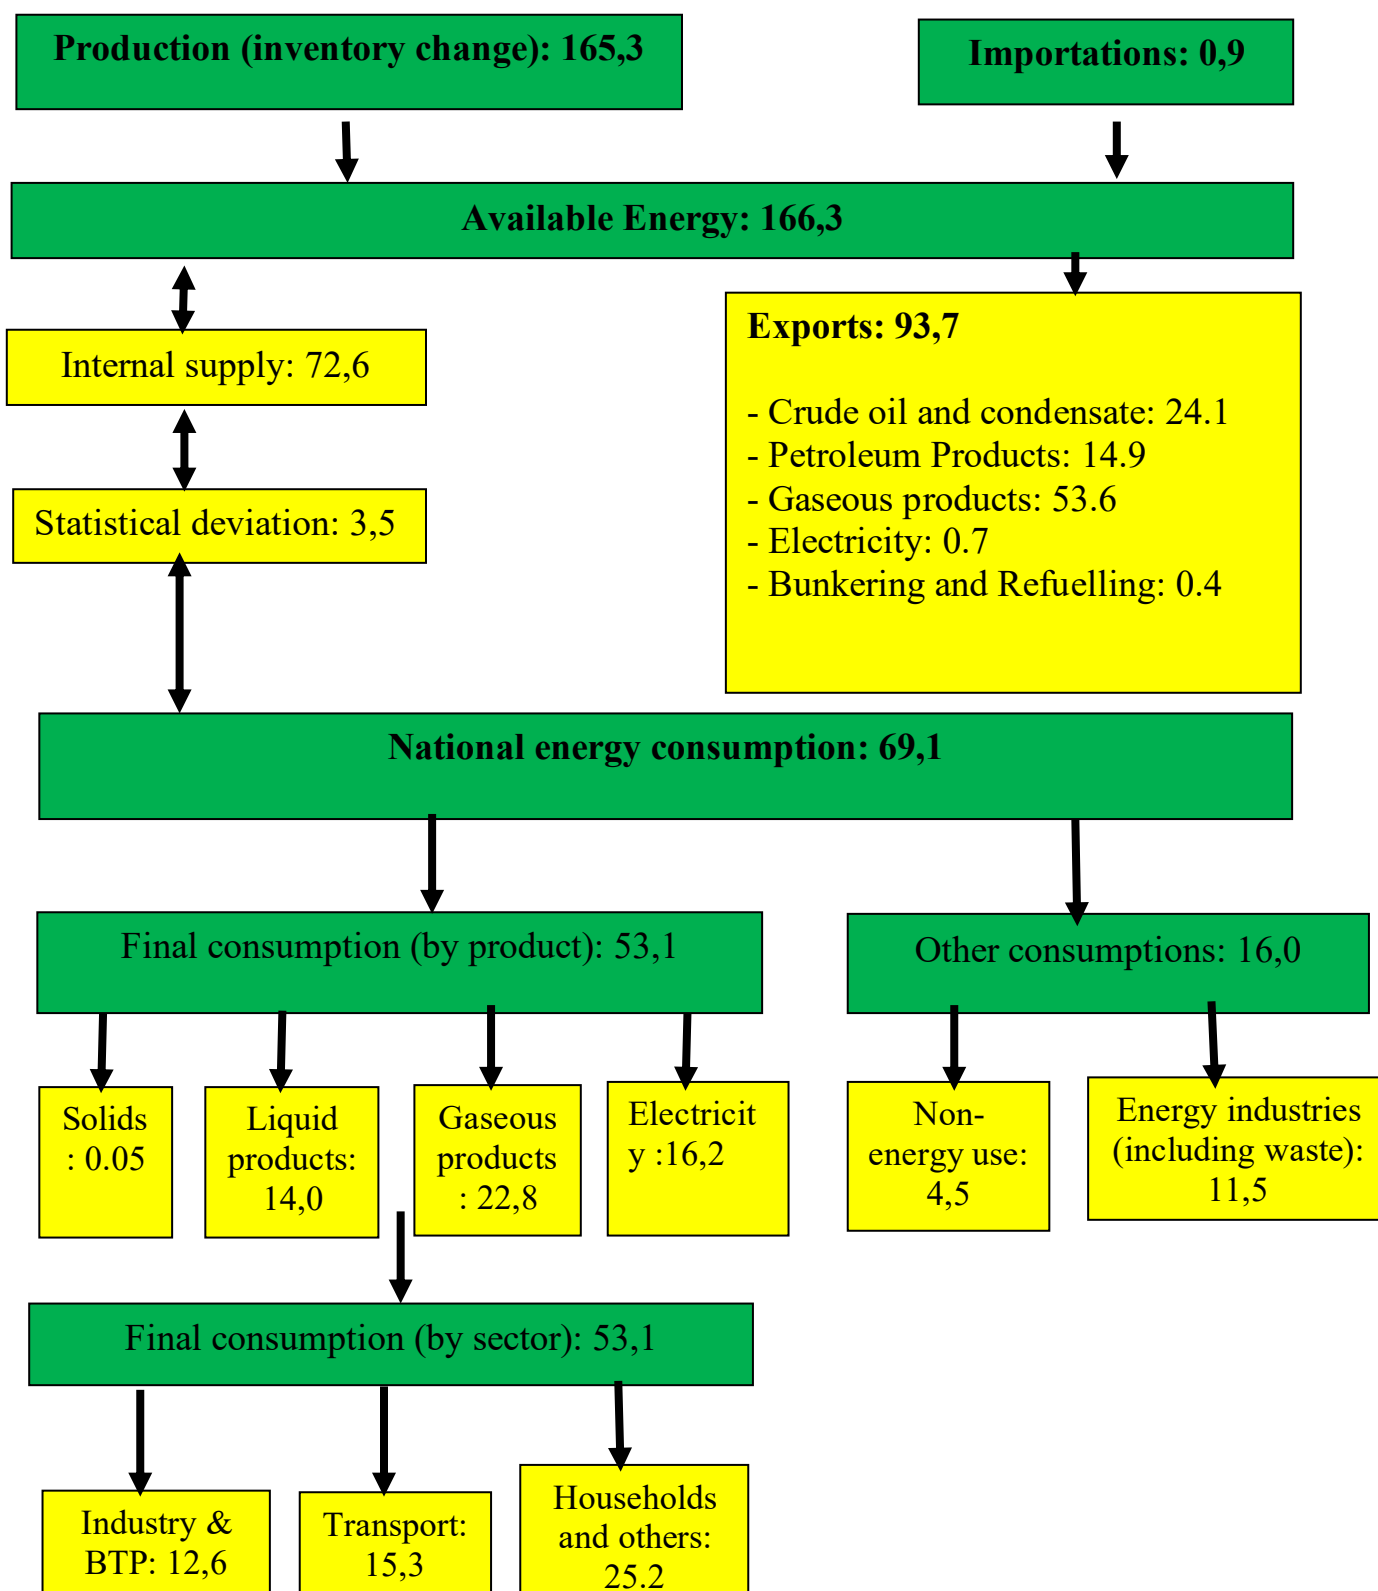 Production (inventory change): 165,3
Importations: 0,9
Available Energy: 166,3
Internal supply: 72,6
Statistical deviation: 3,5
Exports: 93,7
- Crude oil and condensate: 24.1
- Petroleum Products: 14.9
- Gaseous products: 53.6
- Electricity: 0.7
- Bunkering and Refuelling: 0.4
National energy consumption: 69,1
Final consumption (by product): 53,1
Other consumptions: 16,0
Solids
: 0.05
Liquid
products:
14,0
Gaseous
products
: 22,8
Electricit
y :16,2
Non-
energy use:
4,5
Energy industries
(including waste):
11,5
Final consumption (by sector): 53,1
Industry &
BTP: 12,6
Transport:
15,3
Households
and others:
25.2